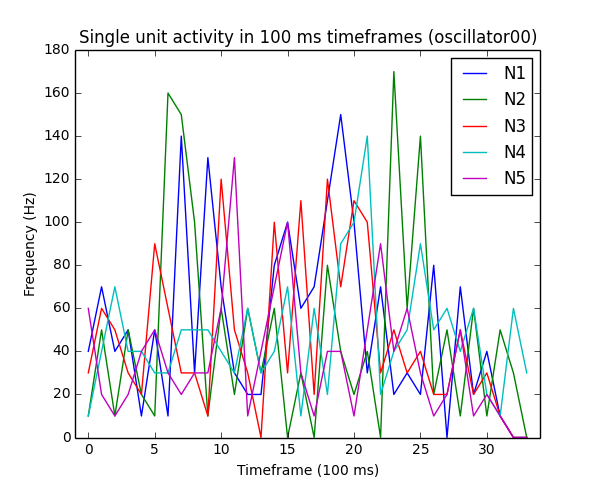 Single unit activity in 100 ms timeframes (oscillator00)
180
160
140
120
100
80
60
40
20
0
Frequency (Hz)
N1
N2
N3
N4
N5
0 5 10 15 20 25 30
Timeframe (100 ms)